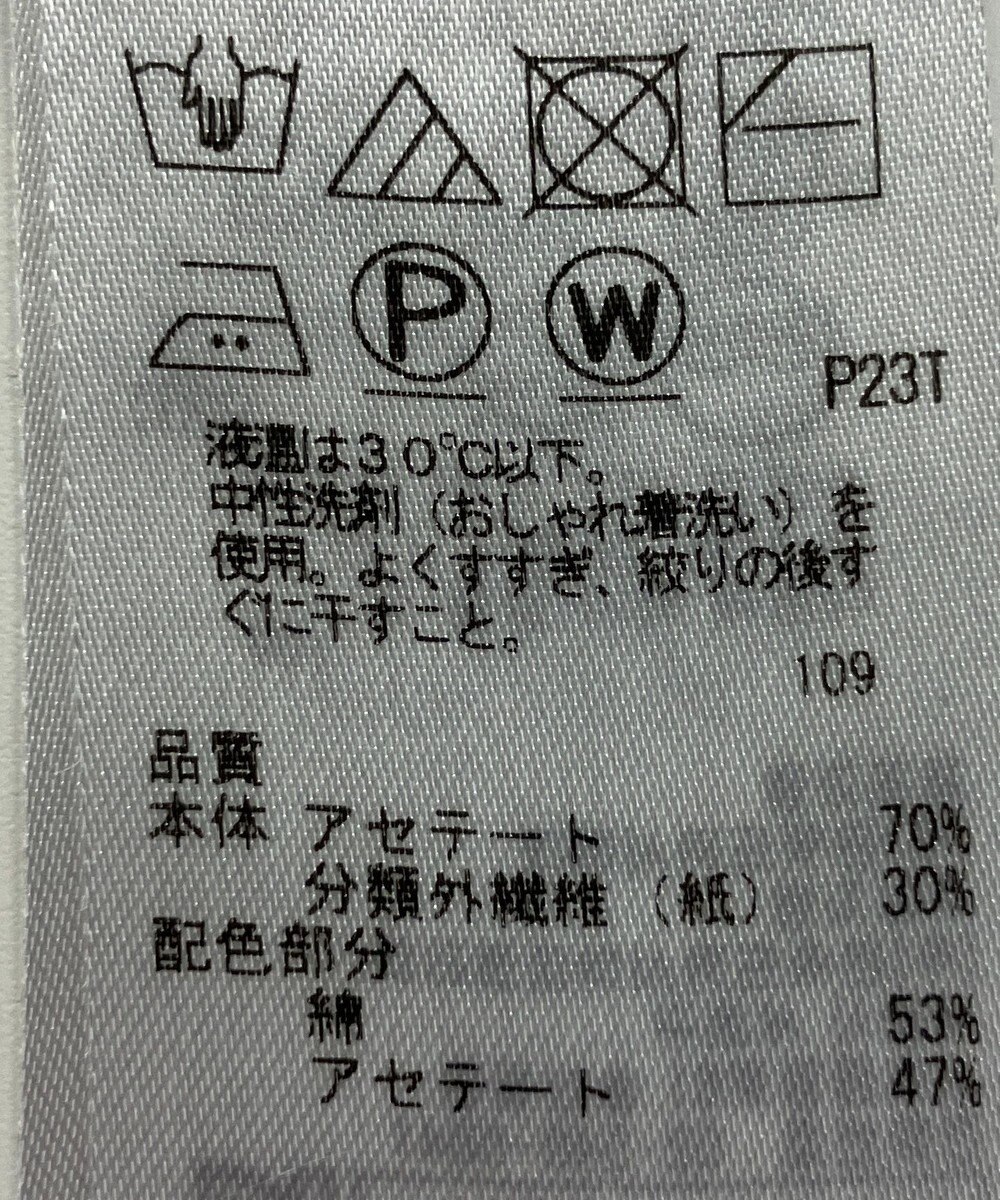 P W
P23T
液温は30℃以下。
中性洗剤（おしゃれ着洗い）を
使用。よくすすぎ、絞りの後す
ぐに干すこと。
109
品質
本体 アセテート 70%
分類外繊維（紙） 30%
配色部分
綿 53%
アセテート 47%